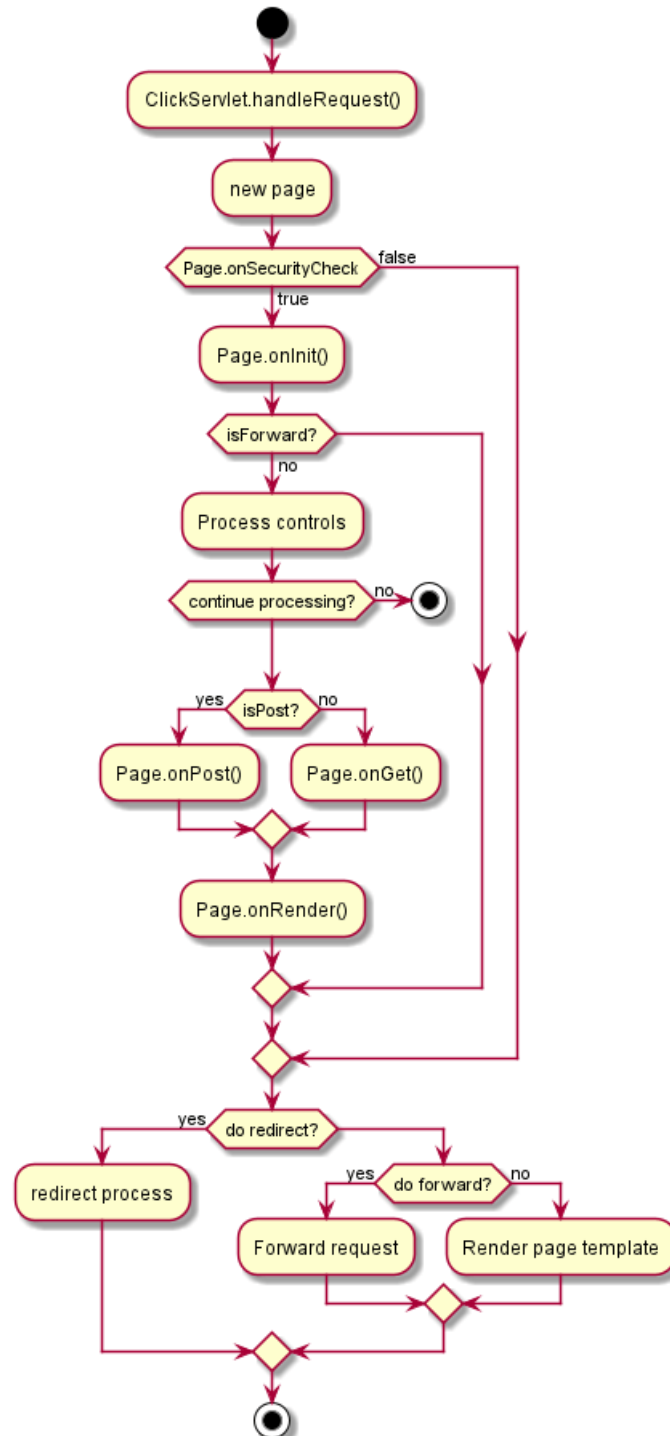 ClickServlet.handleRequest()
new page
Page.onSecurityCheck
false
true
Page.onInit()
isForward?
no
Process controls
continue processing?
no
yes
isPost?
no
Page.onPost()
Page.onGet()
Page.onRender()
yes
do redirect?
redirect process
yes
do forward?
no
Forward request
Render page template